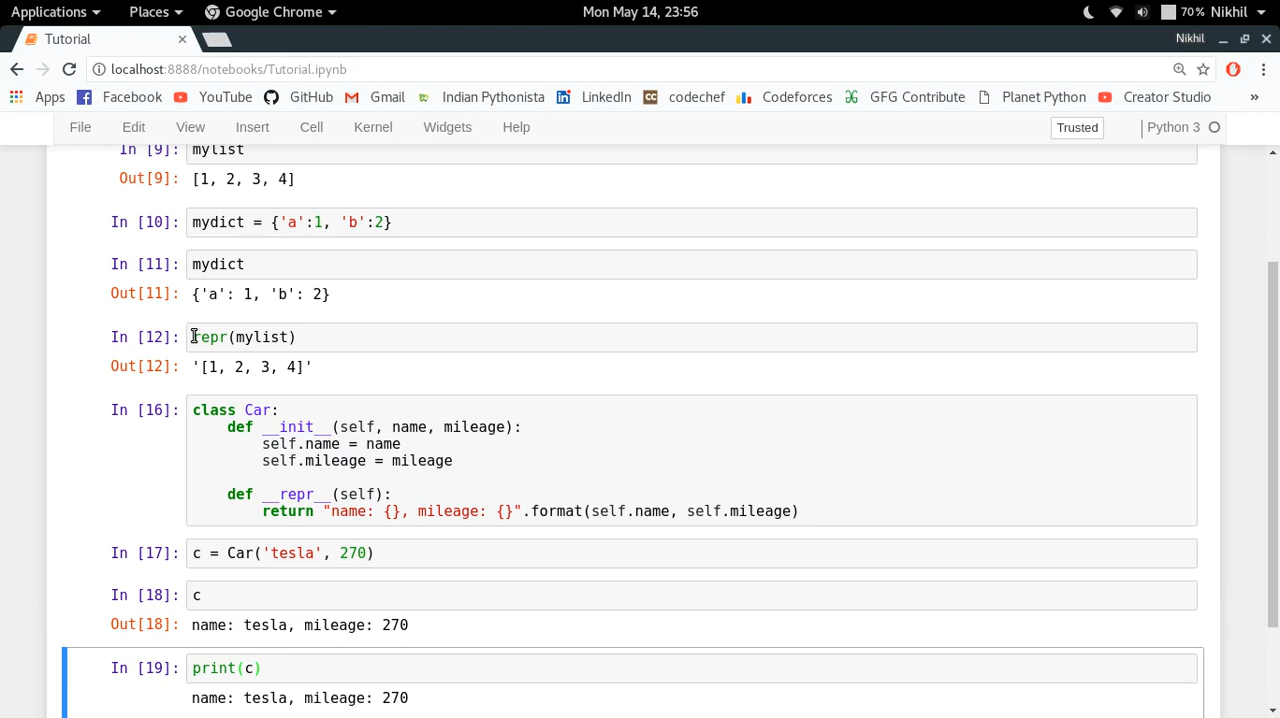 Applications Places Google Chrome Mon May 14, 23:56 70% Nikhil
Tutorial Nikhil
localhost:8888/notebooks/Tutorial.ipynb
Apps Facebook YouTube GitHub Gmail Indian Pythonista LinkedIn codechef Codeforces GFG Contribute Planet Python Creator Studio »
File Edit View Insert Cell Kernel Widgets Help Trusted Python 3
In [9]: mylist
Out[9]: [1, 2, 3, 4]
In [10]: mydict = {'a':1, 'b':2}
In [11]: mydict
Out[11]: {'a': 1, 'b': 2}
In [12]: repr(mylist)
Out[12]: '[1, 2, 3, 4]'
In [16]: class Car:
def __init__(self, name, mileage):
self.name = name
self.mileage = mileage
def __repr__(self):
return "name: {}, mileage: {}".format(self.name, self.mileage)
In [17]: c = Car('tesla', 270)
In [18]: c
Out[18]: name: tesla, mileage: 270
In [19]: print(c)
name: tesla, mileage: 270